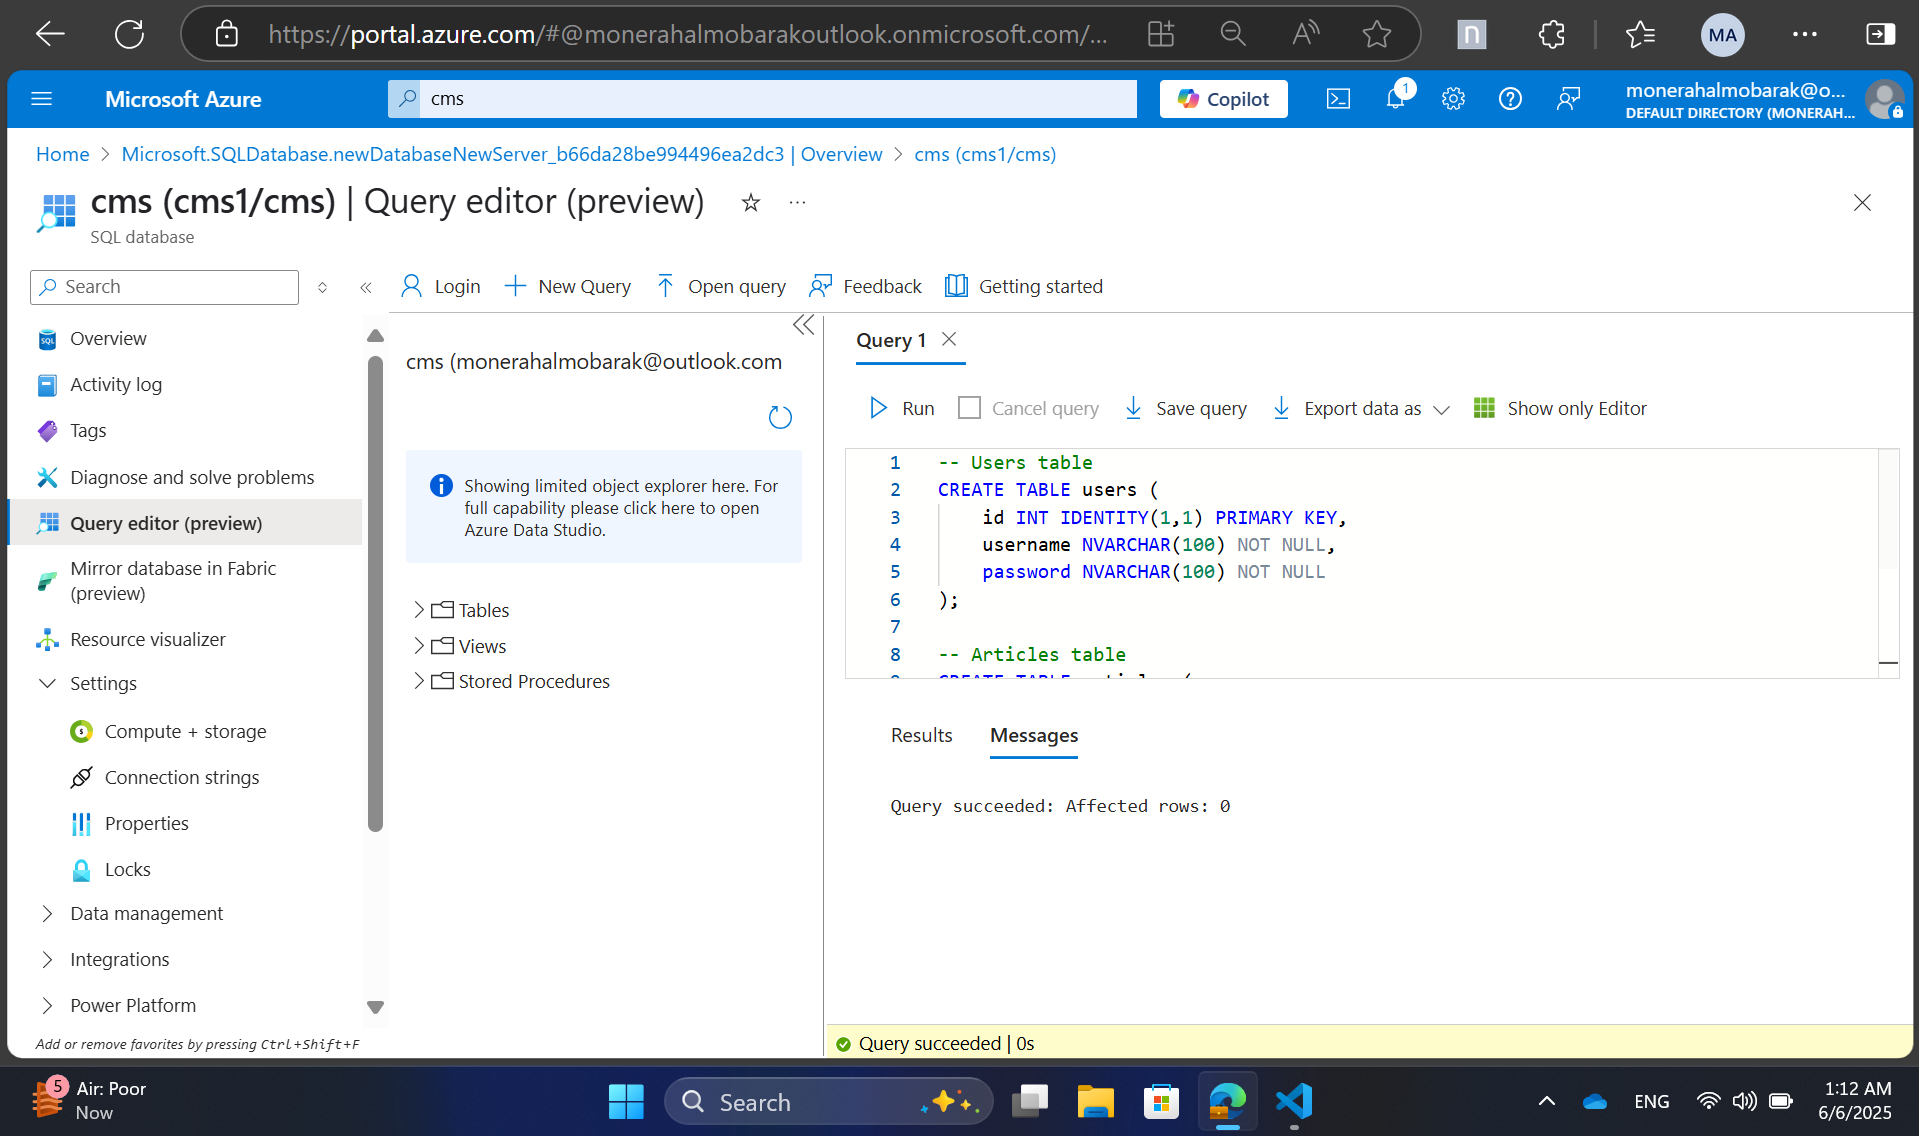 https://portal.azure.com/#@monerahalmobarakoutlook.onmicrosoft.com/...
n
MA
Microsoft Azure
cms
Copilot
1
monerahalmobarak@o...
DEFAULT DIRECTORY (MONERAH...
Home > Microsoft.SQLDatabase.newDatabaseNewServer_b66da28be994496ea2dc3 | Overview > cms (cms1/cms)
cms (cms1/cms) | Query editor (preview)
SQL database
Search
Login
New Query
Open query
Feedback
Getting started
Overview
Activity log
Tags
Diagnose and solve problems
Query editor (preview)
Mirror database in Fabric
(preview)
Resource visualizer
Settings
Compute + storage
Connection strings
Properties
Locks
Data management
Integrations
Power Platform
Add or remove favorites by pressing Ctrl+Shift+F
cms (monerahalmobarak@outlook.com
Showing limited object explorer here. For
full capability please click here to open
Azure Data Studio.
Tables
Views
Stored Procedures
Query 1
Run
Cancel query
Save query
Export data as
Show only Editor
1 -- Users table
2 CREATE TABLE users (
3 id INT IDENTITY(1,1) PRIMARY KEY,
4 username NVARCHAR(100) NOT NULL,
5 password NVARCHAR(100) NOT NULL
6 );
7
8 -- Articles table
Results
Messages
Query succeeded: Affected rows: 0
Query succeeded | 0s
5
Air: Poor
Now
Search
ENG
1:12 AM
6/6/2025